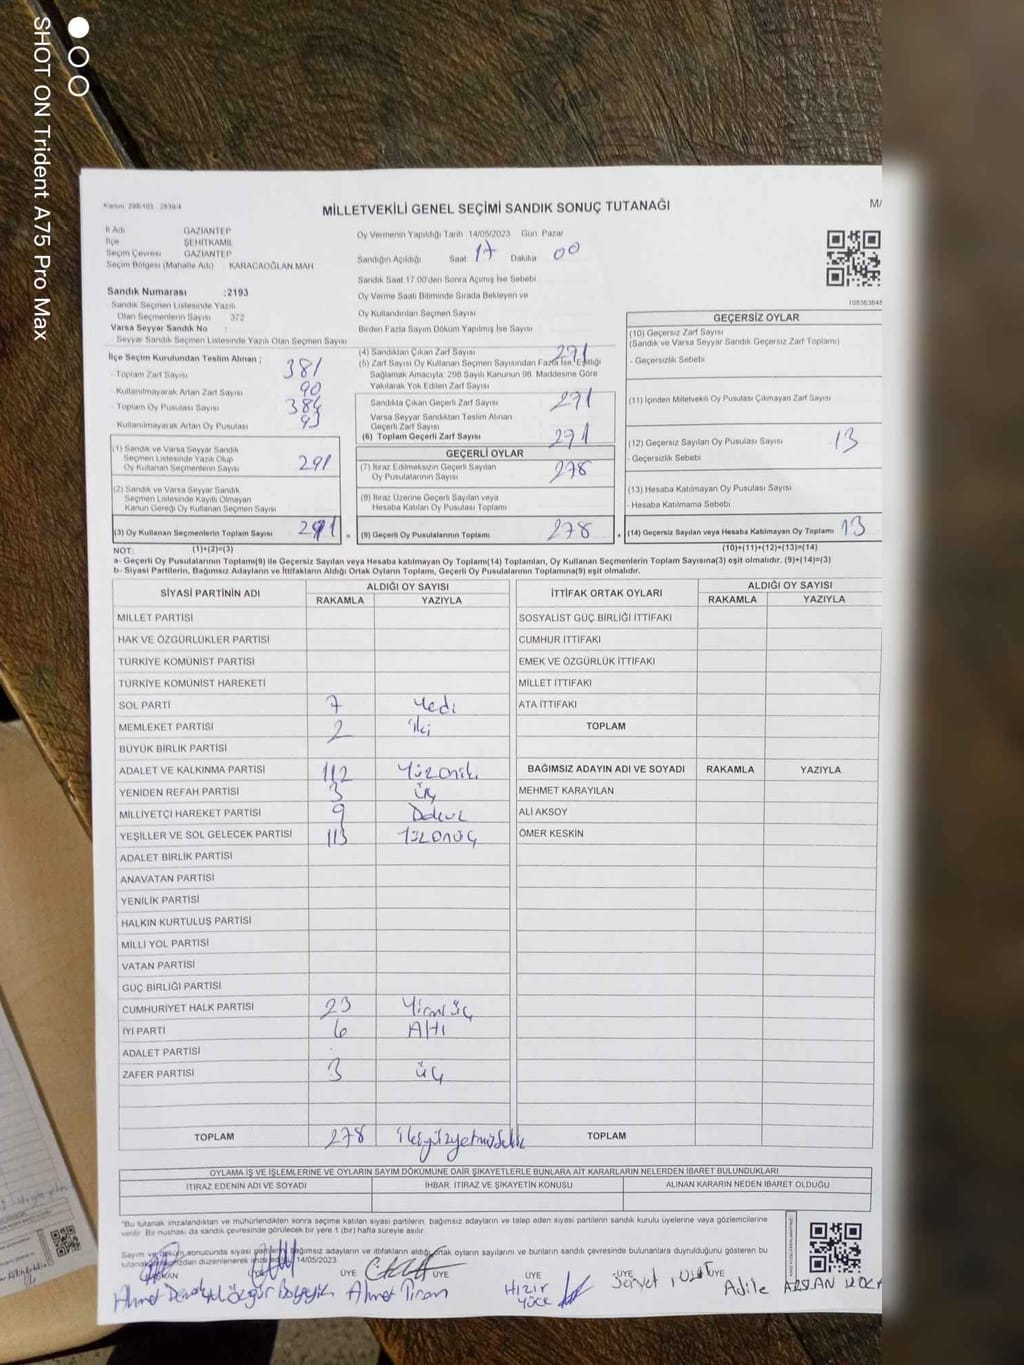 SHOT ON Trident A75 Pro Max
Kanun: 298/105 - 2839/4
MİLLETVEKİLİ GENEL SEÇİMİ SANDIK SONUÇ TUTANAĞI
M/
İl Adı GAZİANTEP
İlçe ŞEHİTKAMİL
Seçim Çevresi GAZİANTEP
Seçim Bölgesi (Mahalle Adı) KARACAOĞLAN MAH
Oy Vermenin Yapıldığı Tarih 14/05/2023 Gün Pazar
Sandığın Açıldığı Saat 17 Dakika 00
Sandık Saat 17:00'den Sonra Açılmış İse Sebebi
Oy Verme Saati Bitiminde Sırada Bekleyen ve
Oy Kullandırılan Seçmen Sayısı
Birden Fazla Sayım Döküm Yapılmış İse Sayısı
Sandık Numarası :2193
Sandık Seçmen Listesinde Yazılı
Olan Seçmenlerin Sayısı 372
Varsa Seyyar Sandık No :
Seyyar Sandık Seçmen Listesinde Yazılı Olan Seçmen Sayısı
İlçe Seçim Kurulundan Teslim Alınan ;
- Toplam Zarf Sayısı 381
- Kullanılmayarak Artan Zarf Sayısı 90
- Toplam Oy Pusulası Sayısı 384
- Kullanılmayarak Artan Oy Pusulası 93
(1) Sandık ve Varsa Seyyar Sandık
Seçmen Listesinde Yazılı Olup
Oy Kullanan Seçmenlerin Sayısı 291
(2) Sandık ve Varsa Seyyar Sandık
Seçmen Listesinde Kayıtlı Olmayan
Kanun Gereği Oy Kullanan Seçmen Sayısı
(3) Oy Kullanan Seçmenlerin Toplam Sayısı 291 =
(4) Sandıktan Çıkan Zarf Sayısı 291
(5) Zarf Sayısı Oy Kullanan Seçmen Sayısından Fazla İse, Eşitliği
Sağlamak Amacıyla, 298 Sayılı Kanunun 98. Maddesine Göre
Yakılarak Yok Edilen Zarf Sayısı
Sandıkta Çıkan Geçerli Zarf Sayısı 291
Varsa Seyyar Sandıktan Teslim Alınan
Geçerli Zarf Sayısı
(6) Toplam Geçerli Zarf Sayısı 291
GEÇERLİ OYLAR
(7) İtiraz Edilmeksizin Geçerli Sayılan
Oy Pusulalarının Sayısı 278
(8) İtiraz Üzerine Geçerli Sayılan veya
Hesaba Katılan Oy Pusulası Toplamı
(9) Geçerli Oy Pusulalarının Toplamı 278 +
GEÇERSİZ OYLAR
(10) Geçersiz Zarf Sayısı
(Sandık ve Varsa Seyyar Sandık Geçersiz Zarf Toplamı)
- Geçersizlik Sebebi
(11) İçinden Milletvekili Oy Pusulası Çıkmayan Zarf Sayısı
(12) Geçersiz Sayılan Oy Pusulası Sayısı 13
- Geçersizlik Sebebi
(13) Hesaba Katılmayan Oy Pusulası Sayısı
- Hesaba Katılmama Sebebi
(14) Geçersiz Sayılan veya Hesaba Katılmayan Oy Toplamı 13
NOT: (1)+(2)=(3) (10)+(11)+(12)+(13)=(14)
a- Geçerli Oy Pusulalarının Toplamı(9) ile Geçersiz Sayılan veya Hesaba katılmayan Oy Toplamı(14) Toplamları, Oy Kullanan Seçmenlerin Toplam Sayısına(3) eşit olmalıdır. (9)+(14)=(3)
b- Siyasi Partilerin, Bağımsız Adayların ve İttifakların Aldığı Ortak Oyların Toplamı, Geçerli Oy Pusulalarının Toplamına(9) eşit olmalıdır.
SİYASİ PARTİNİN ADI ALDIĞI OY SAYISI
RAKAMLA YAZIYLA
MİLLET PARTİSİ
HAK VE ÖZGÜRLÜKLER PARTİSİ
TÜRKİYE KOMÜNİST PARTİSİ
TÜRKİYE KOMÜNİST HAREKETİ
SOL PARTİ 7 Yedi
MEMLEKET PARTİSİ 2 iki
BÜYÜK BİRLİK PARTİSİ
ADALET VE KALKINMA PARTİSİ 112 Yüzoniki
YENİDEN REFAH PARTİSİ 3 üç
MİLLİYETÇİ HAREKET PARTİSİ 9 Dokuz
YEŞİLLER VE SOL GELECEK PARTİSİ 113 Yüzonüç
ADALET BİRLİK PARTİSİ
ANAVATAN PARTİSİ
YENİLİK PARTİSİ
HALKIN KURTULUŞ PARTİSİ
MİLLİ YOL PARTİSİ
VATAN PARTİSİ
GÜÇ BİRLİĞİ PARTİSİ
CUMHURİYET HALK PARTİSİ 23 Yirmi üç
İYİ PARTİ 6 Altı
ADALET PARTİSİ
ZAFER PARTİSİ 3 üç
TOPLAM 278 ikiyüzyetmişsekiz
İTTİFAK ORTAK OYLARI ALDIĞI OY SAYISI
RAKAMLA YAZIYLA
SOSYALİST GÜÇ BİRLİĞİ İTTİFAKI
CUMHUR İTTİFAKI
EMEK VE ÖZGÜRLÜK İTTİFAKI
MİLLET İTTİFAKI
ATA İTTİFAKI
TOPLAM
BAĞIMSIZ ADAYIN ADI VE SOYADI RAKAMLA YAZIYLA
MEHMET KARAYILAN
ALİ AKSOY
ÖMER KESKİN
TOPLAM
OYLAMA İŞ VE İŞLEMLERİNE VE OYLARIN SAYIM DÖKÜMÜNE DAİR ŞİKAYETLERLE BUNLARA AİT KARARLARIN NELERDEN İBARET BULUNDUKLARI
İTİRAZ EDENİN ADI VE SOYADI İHBAR, İTİRAZ VE ŞİKAYETİN KONUSU ALINAN KARARIN NEDEN İBARET OLDUĞU
*Bu tutanak imzalandıktan ve mühürlendikten sonra seçime katılan siyasi partilerin, bağımsız adayların ve talep eden siyasi partilerin sandık kurulu üyelerine veya gözlemcilerine
verilir. Bir nüshası da sandık çevresinde görülecek bir yere 1 (bir) hafta süreyle asılır.
Sayım ve döküm sonucunda siyasi partilerin, bağımsız adayların ve ittifakların aldığı ortak oyların sayılarını ve bunların sandık çevresinde bulunanlara duyrulduğunu gösteren bu
düzenlenerek 14/05/2023
ÜYE ÜYE ÜYE ÜYE ÜYE
Ahmet Ahmet Piran HIZIR YÜCE Servet Adile ARSLAN